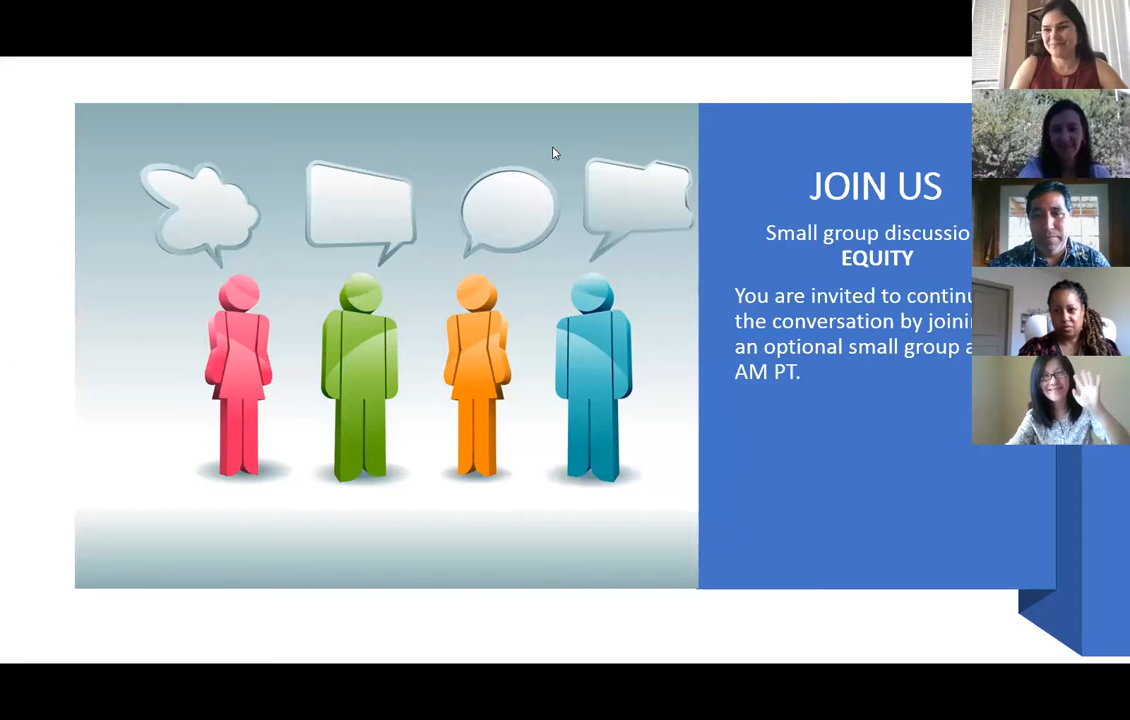 JOIN US
Small group discussio
EQUITY
You are invited to continu
the conversation by joini
an optional small group a
AM PT.